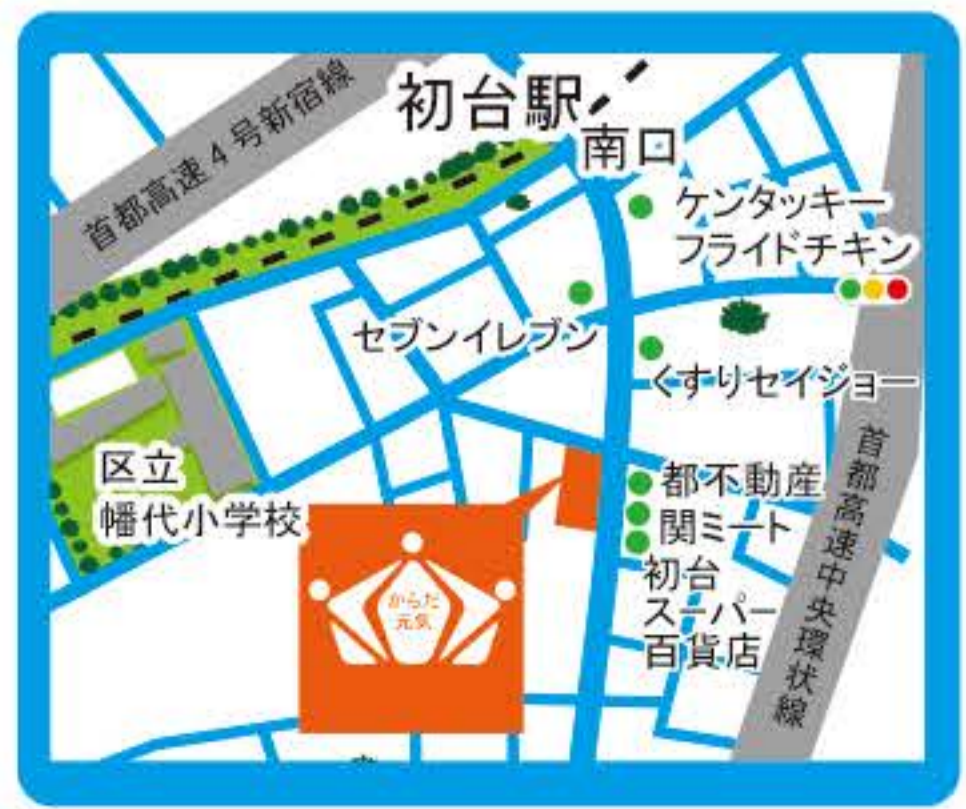 首都高速4号新宿線
初台駅
南口
ケンタッキー
フライドチキン
セブンイレブン
くすりセイジョー
区立
幡代小学校
都不動産
関ミート
初台
スーパー
百貨店
首都高速中央環状線
からだ
元気